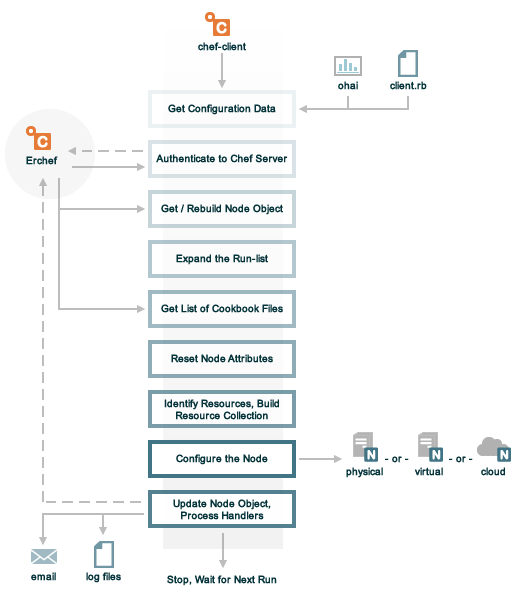 chef-client
ohai
client.rb
Get Configuration Data
Erchef
Authenticate to Chef Server
Get / Rebuild Node Object
Expand the Run-list
Get List of Cookbook Files
Reset Node Attributes
Identify Resources, Build
Resource Collection
Configure the Node
N
N
N
physical
- or -
virtual
- or -
cloud
Update Node Object,
Process Handlers
email
log files
Stop, Wait for Next Run